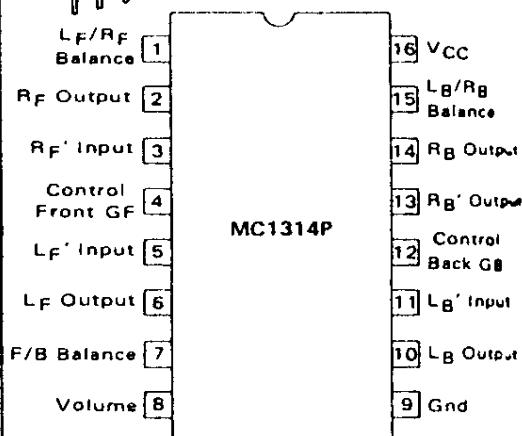 LF/RF
Balance 1
RF Output 2
RF' Input 3
Control
Front GF 4
LF' Input 5
LF Output 6
F/B Balance 7
Volume 8
MC1314P
16 VCC
15 LB/RB
Balance
14 RB Output
13 RB' Output
Control
12 Back GB
11 LB' Input
10 LB Output
9 Gnd